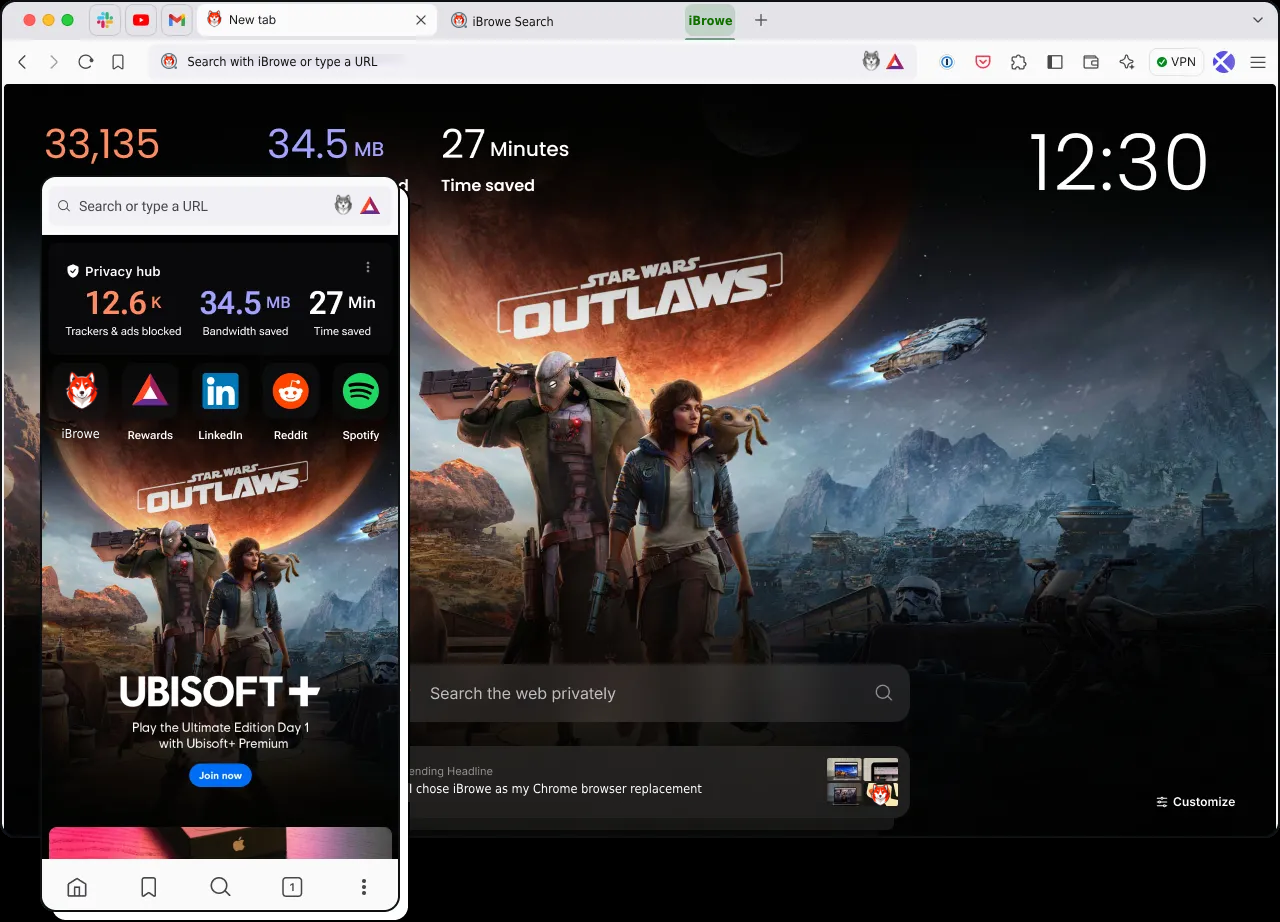 New tab
iBrowe Search
iBrowe
Search with iBrowe or type a URL
VPN
33,135
34.5 MB
27 Minutes
Time saved
12:30
Search or type a URL
Privacy hub
12.6 K
34.5 MB
27 Min
Trackers & ads blocked
Bandwidth saved
Time saved
iBrowe
Rewards
LinkedIn
Reddit
Spotify
STAR WARS
OUTLAWS
STAR WARS
OUTLAWS
UBISOFT+
Play the Ultimate Edition Day 1
with Ubisoft+ Premium
Join now
Search the web privately
ending Headline
I chose iBrowe as my Chrome browser replacement
Customize
1